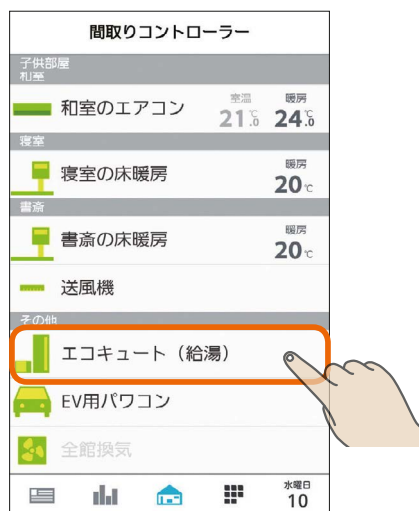 間取りコントローラー
子供部屋
和室
和室のエアコン
室温
21.0℃
暖房
24.0℃
寝室
寝室の床暖房
暖房
20℃
書斎
書斎の床暖房
暖房
20℃
送風機
その他
エコキュート（給湯）
EV用パワコン
全館換気
水曜日
10